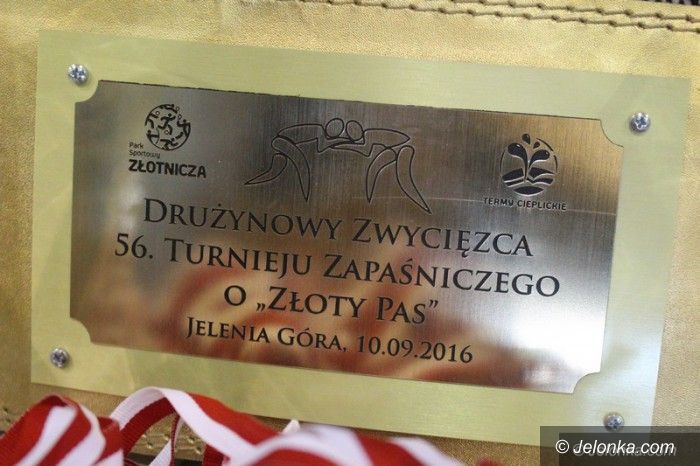 Park
Sportowy
ZŁOTNICZA
TERMY CIEPLICKIE
DRUŻYNOWY ZWYCIĘZCA
56. TURNIEJU ZAPAŚNICZEGO
O „ZŁOTY PAS”
JELENIA GÓRA, 10.09.2016
© Jelonka.com